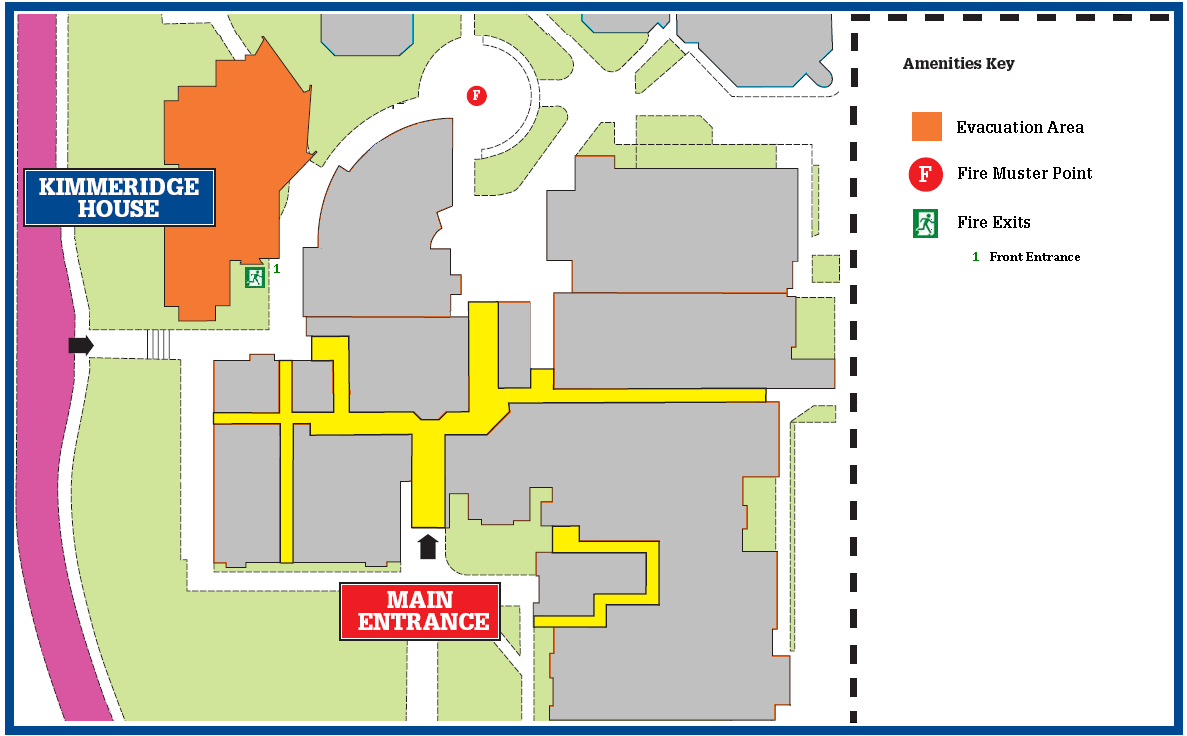 KIMMERIDGE
HOUSE
F
1
MAIN
ENTRANCE
Amenities Key
Evacuation Area
F
Fire Muster Point
Fire Exits
1 Front Entrance